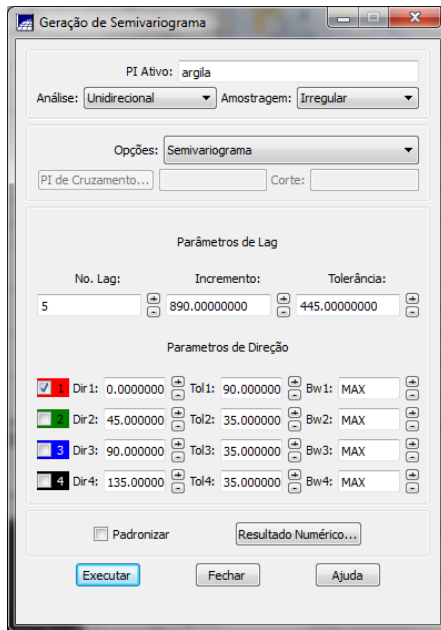 Geração de Semivariograma
PI Ativo: argila
Análise: Unidirecional Amostragem: Irregular
Opções: Semivariograma
PI de Cruzamento... Corte:
Parâmetros de Lag
No. Lag: Incremento: Tolerância:
5 890.00000000 445.00000000
Parametros de Direção
1 Dir1: 0.0000000 Tol1: 90.000000 Bw1: MAX
2 Dir2: 45.000000 Tol2: 35.000000 Bw2: MAX
3 Dir3: 90.000000 Tol3: 35.000000 Bw3: MAX
4 Dir4: 135.00000 Tol4: 35.000000 Bw4: MAX
Padronizar Resultado Numérico...
Executar Fechar Ajuda